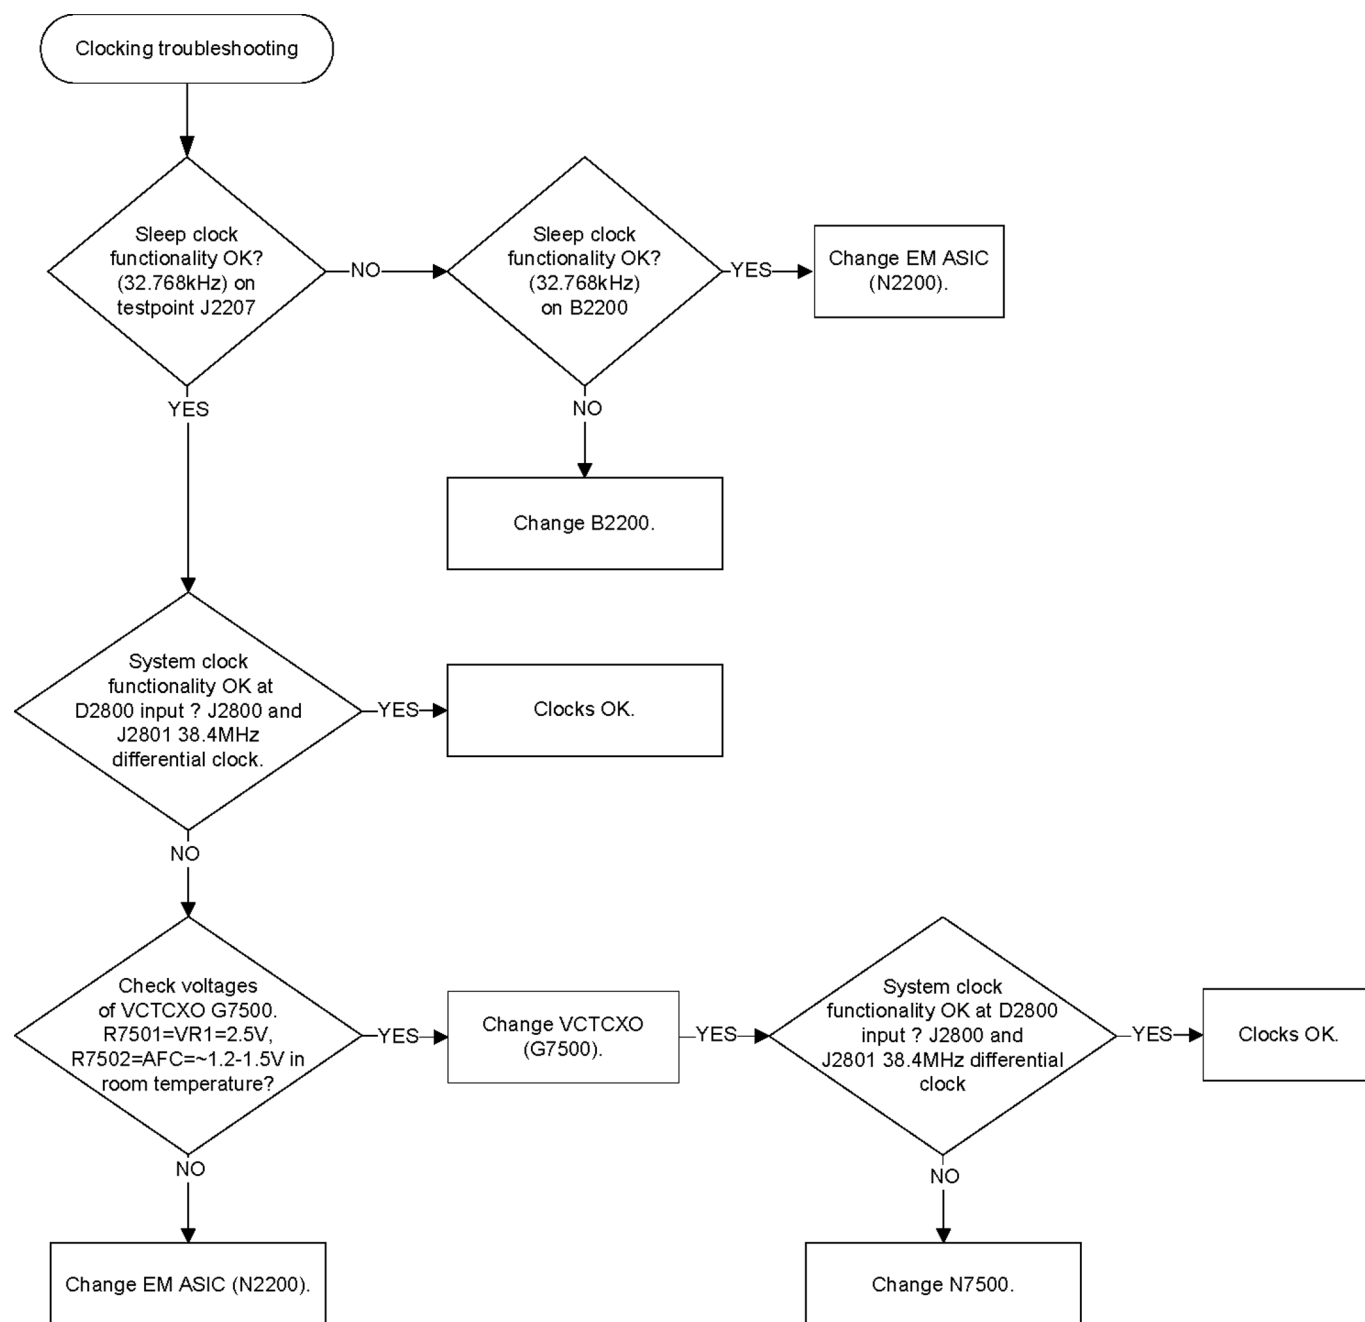 Clocking troubleshooting
Sleep clock
functionality OK?
(32.768kHz) on
testpoint J2207
NO
Sleep clock
functionality OK?
(32.768kHz)
on B2200
YES
Change EM ASIC
(N2200).
YES
NO
Change B2200.
System clock
functionality OK at
D2800 input ? J2800 and
J2801 38.4MHz
differential clock.
YES
Clocks OK.
NO
Check voltages
of VCTCXO G7500.
R7501=VR1=2.5V,
R7502=AFC=~1.2-1.5V in
room temperature?
YES
Change VCTCXO
(G7500).
YES
System clock
functionality OK at D2800
input ? J2800 and
J2801 38.4MHz differential
clock
YES
Clocks OK.
NO
Change EM ASIC (N2200).
NO
Change N7500.